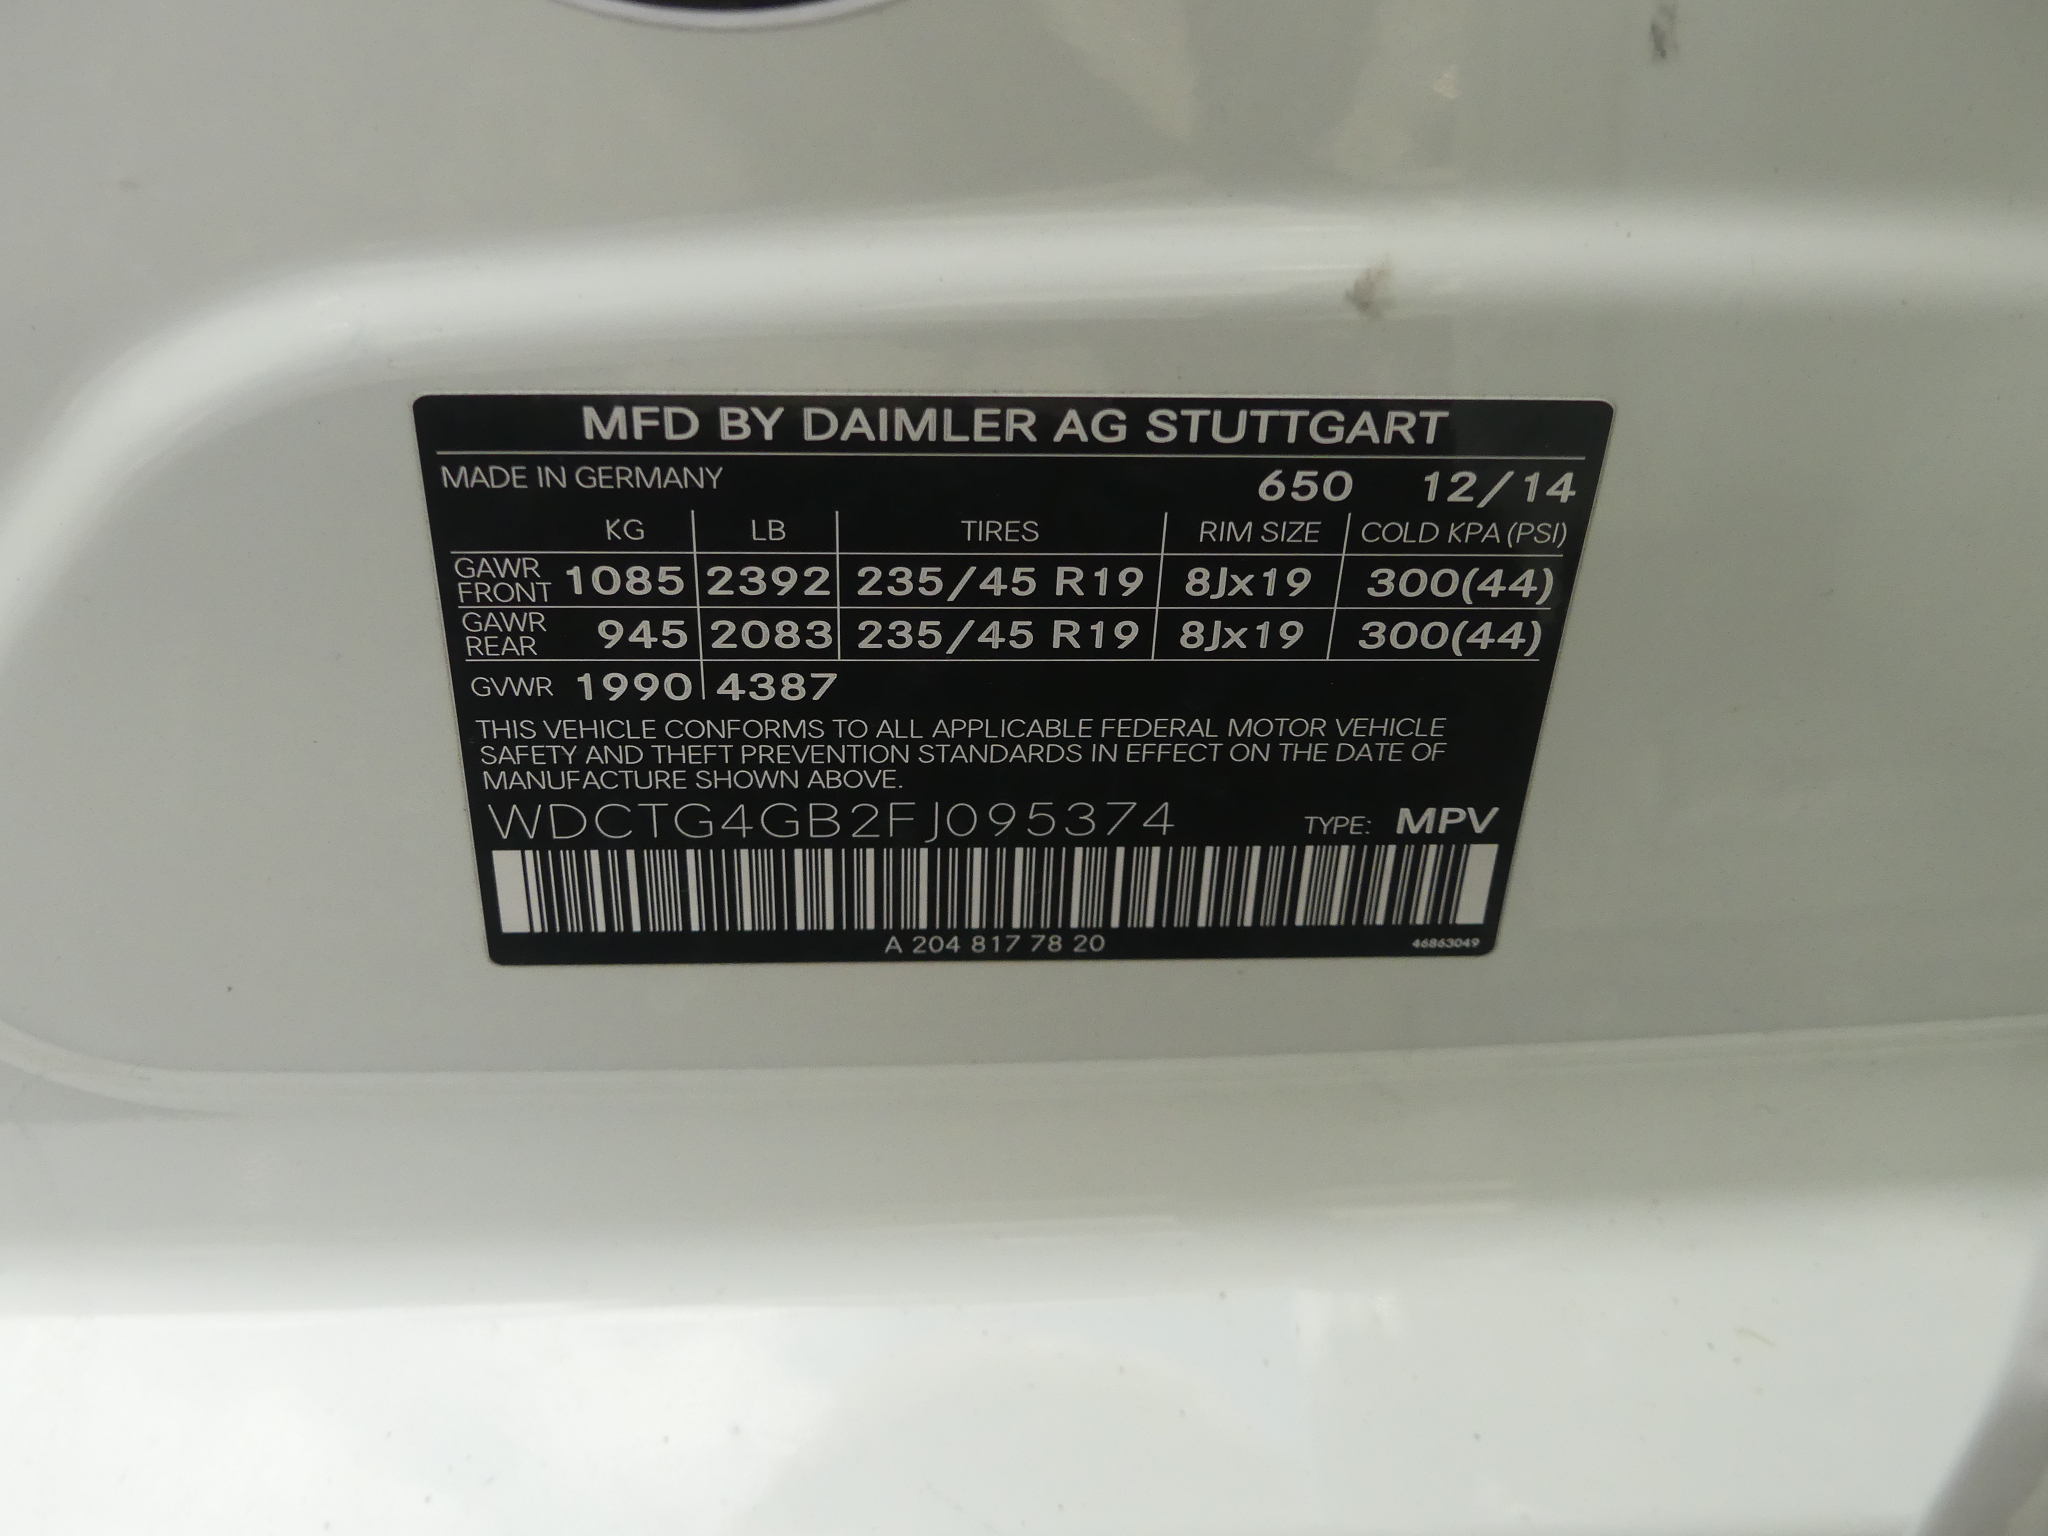 MFD BY DAIMLER AG STUTTGART
MADE IN GERMANY 650 12/14
KG LB TIRES RIM SIZE COLD KPA (PSI)
GAWR FRONT 1085 2392 235/45 R19 8Jx19 300(44)
GAWR REAR 945 2083 235/45 R19 8Jx19 300(44)
GVWR 1990 4387
THIS VEHICLE CONFORMS TO ALL APPLICABLE FEDERAL MOTOR VEHICLE
SAFETY AND THEFT PREVENTION STANDARDS IN EFFECT ON THE DATE OF
MANUFACTURE SHOWN ABOVE.
WDCTG4GB2FJ095374 TYPE: MPV
A 204 817 78 20 46863049